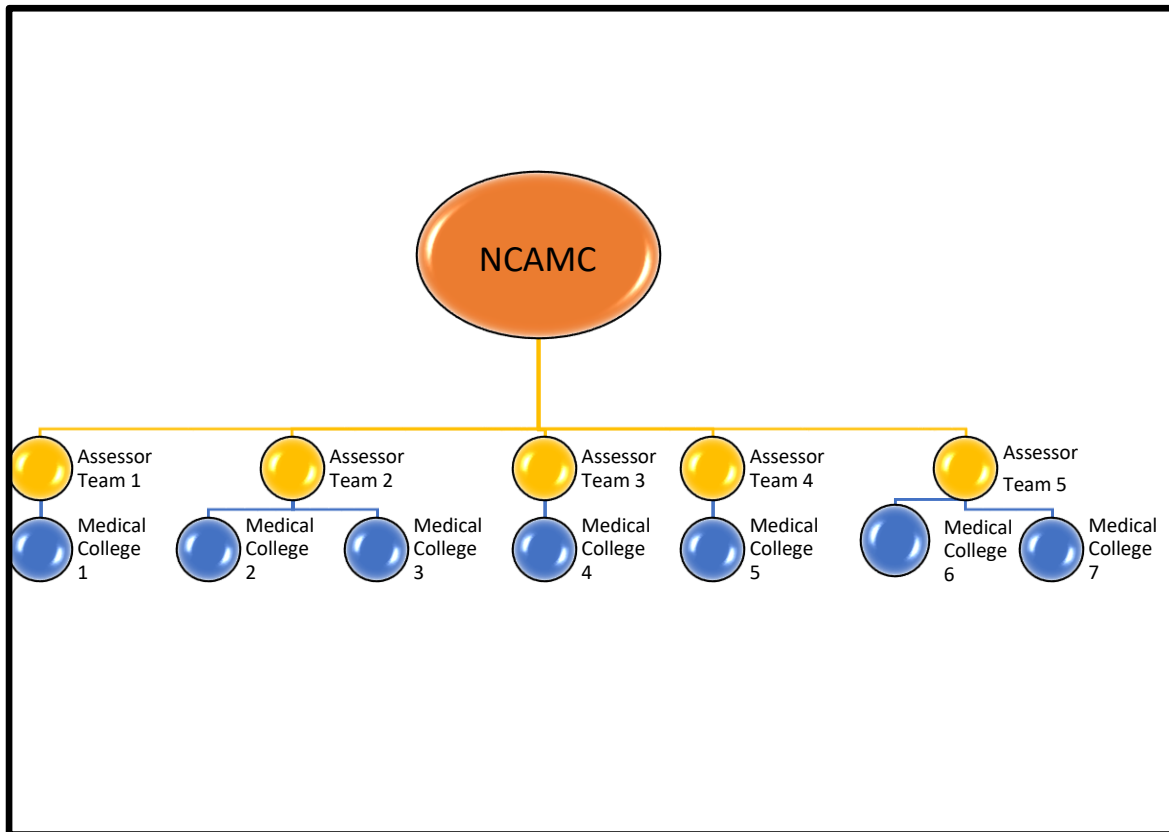 NCAMC
Assessor
Team 1
Assessor
Team 2
Assessor
Team 3
Assessor
Team 4
Assessor
Team 5
Medical
College
1
Medical
College
2
Medical
College
3
Medical
College
4
Medical
College
5
Medical
College
6
Medical
College
7